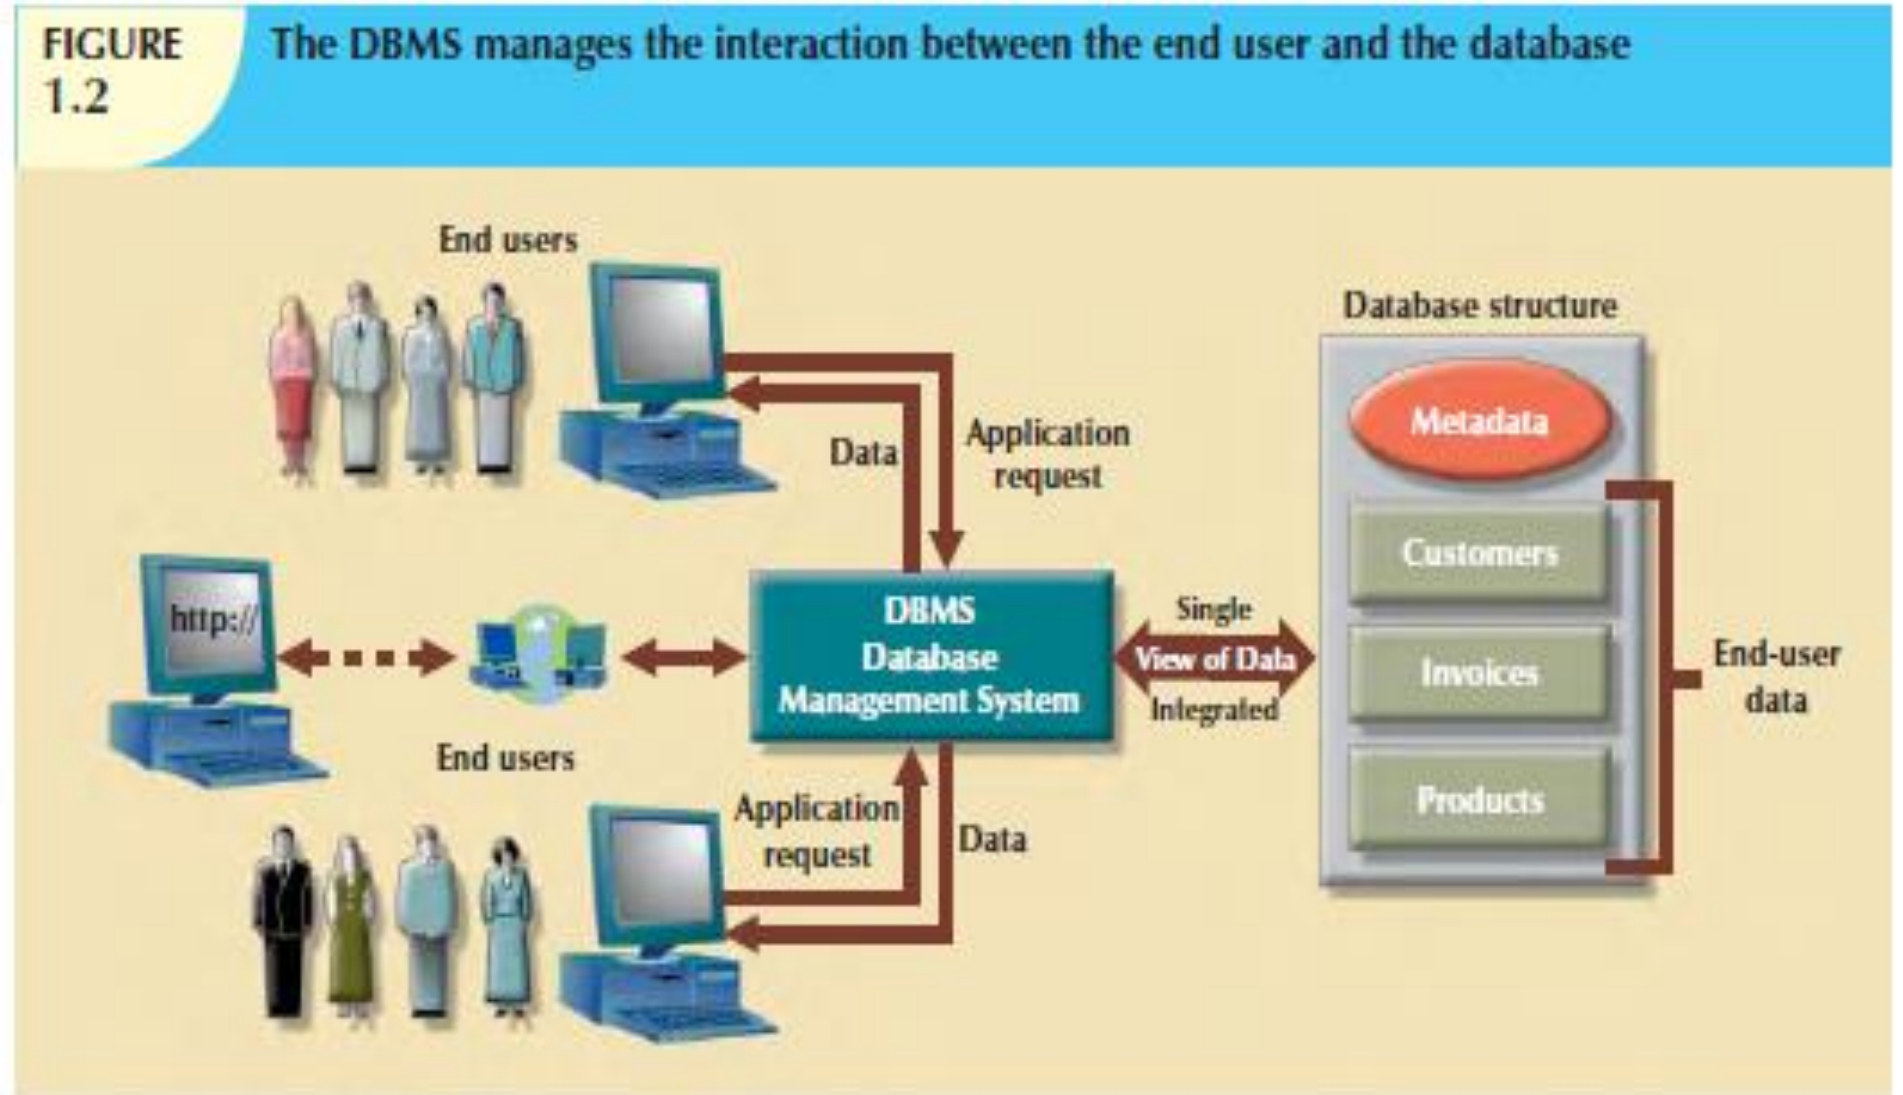 FIGURE
1.2
The DBMS manages the interaction between the end user and the database
End users
Database structure
Metadata
Data
Application
request
Customers
http://
DBMS
Database
Management System
Single
View of Data
Integrated
Invoices
End-user
data
End users
Products
Application
request
Data